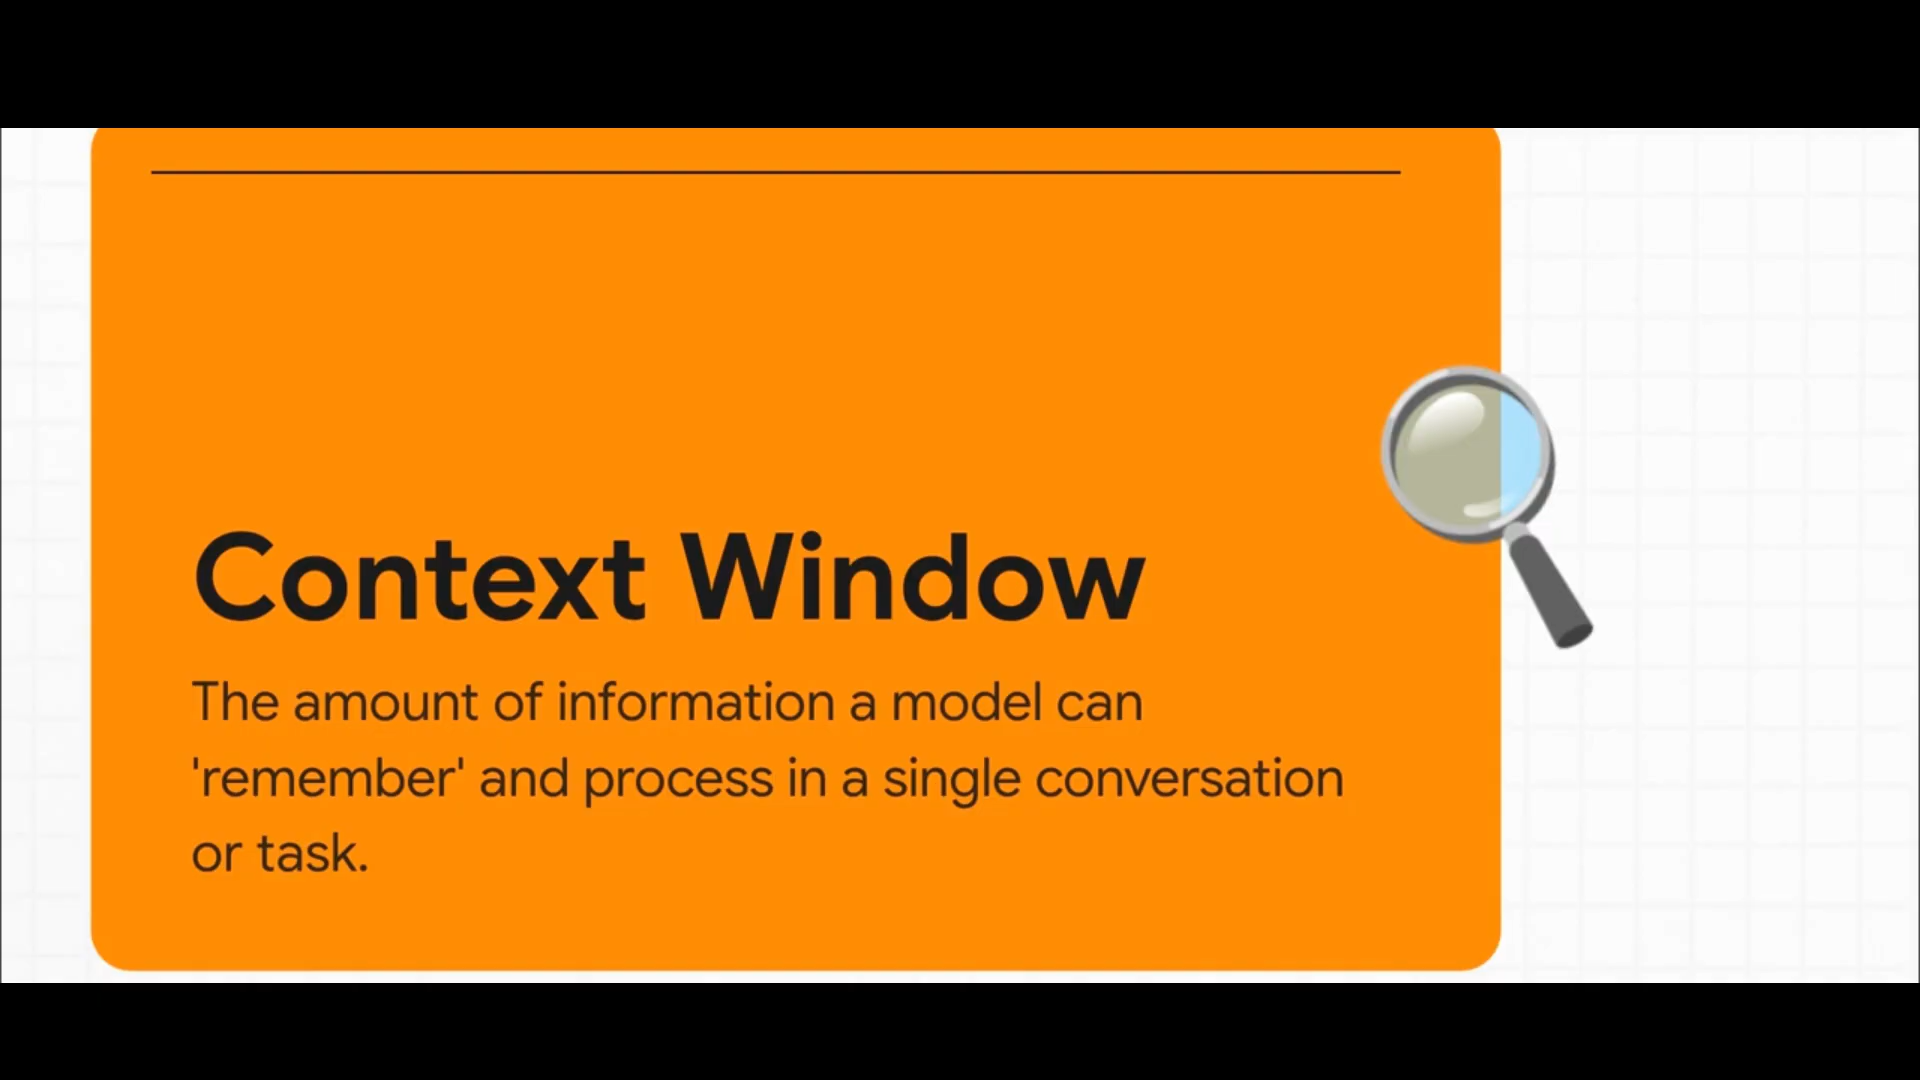 Context Window
The amount of information a model can
'remember' and process in a single conversation
or task.